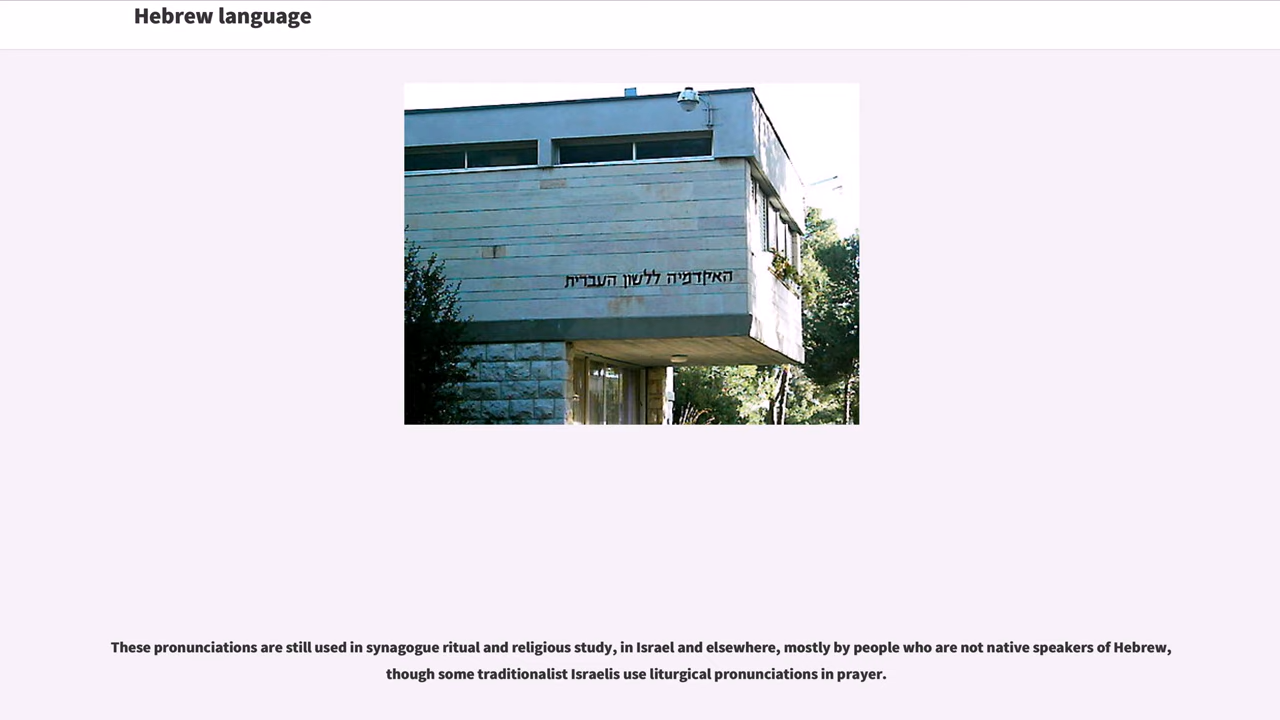 Hebrew language
האקדמיה ללשון העברית
These pronunciations are still used in synagogue ritual and religious study, in Israel and elsewhere, mostly by people who are not native speakers of Hebrew,
though some traditionalist Israelis use liturgical pronunciations in prayer.